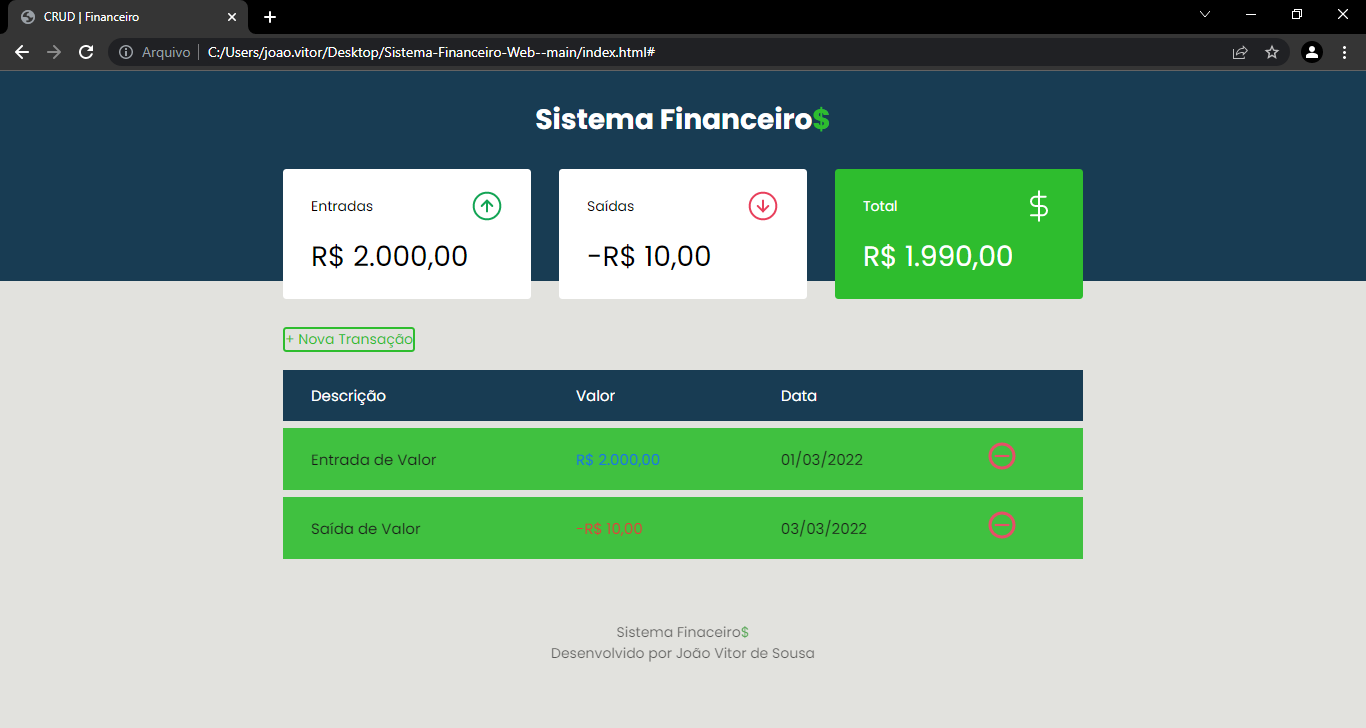 CRUD | Financeiro
Arquivo | C:/Users/joao.vitor/Desktop/Sistema-Financeiro-Web--main/index.html#
Sistema Financeiro$
Entradas
R$ 2.000,00
Saídas
-R$ 10,00
Total
$
R$ 1.990,00
+ Nova Transação
Descrição Valor Data
Entrada de Valor R$ 2.000,00 01/03/2022
Saída de Valor -R$ 10,00 03/03/2022
Sistema Finaceiro$
Desenvolvido por João Vitor de Sousa